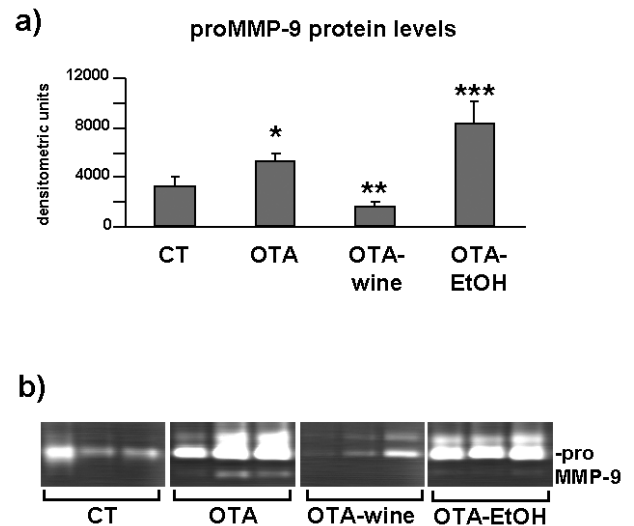 a)
proMMP-9 protein levels
densitometric units
12000
8000
4000
0
*
**
***
CT
OTA
OTA-
wine
OTA-
EtOH
b)
-pro
MMP-9
CT
OTA
OTA-wine
OTA-EtOH